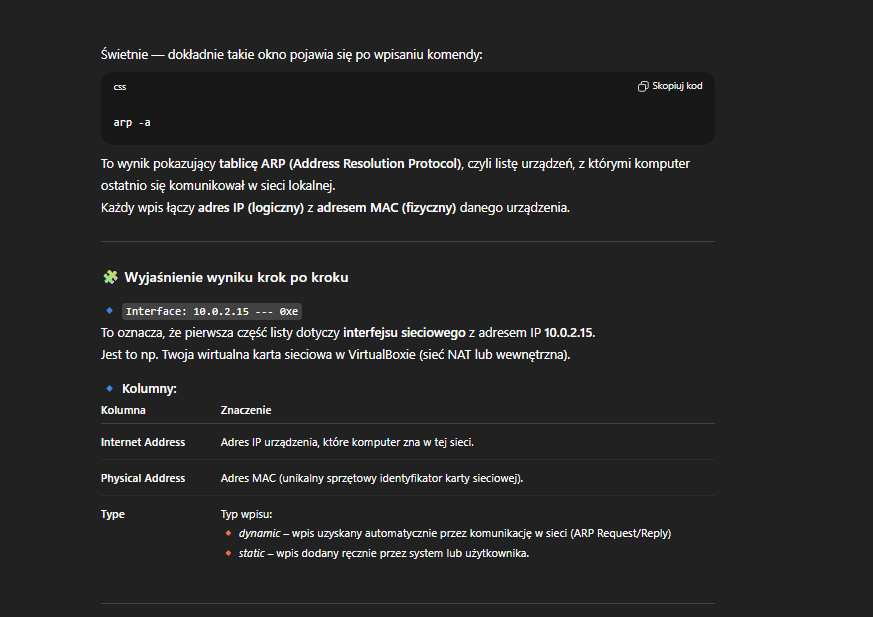 Świetnie — dokładnie takie okno pojawia się po wpisaniu komendy:
css
Skopiuj kod
arp -a
To wynik pokazujący tablicę ARP (Address Resolution Protocol), czyli listę urządzeń, z którymi komputer
ostatnio się komunikował w sieci lokalnej.
Każdy wpis łączy adres IP (logiczny) z adresem MAC (fizyczny) danego urządzenia.
🧩 Wyjaśnienie wyniku krok po kroku
🔹 Interface: 10.0.2.15 --- 0xe
To oznacza, że pierwsza część listy dotyczy interfejsu sieciowego z adresem IP 10.0.2.15.
Jest to np. Twoja wirtualna karta sieciowa w VirtualBoxie (sieć NAT lub wewnętrzna).
🔹 Kolumny:
Kolumna Znaczenie
Internet Address Adres IP urządzenia, które komputer zna w tej sieci.
Physical Address Adres MAC (unikalny sprzętowy identyfikator karty sieciowej).
Type Typ wpisu:
🔸 dynamic – wpis uzyskany automatycznie przez komunikację w sieci (ARP Request/Reply)
🔸 static – wpis dodany ręcznie przez system lub użytkownika.